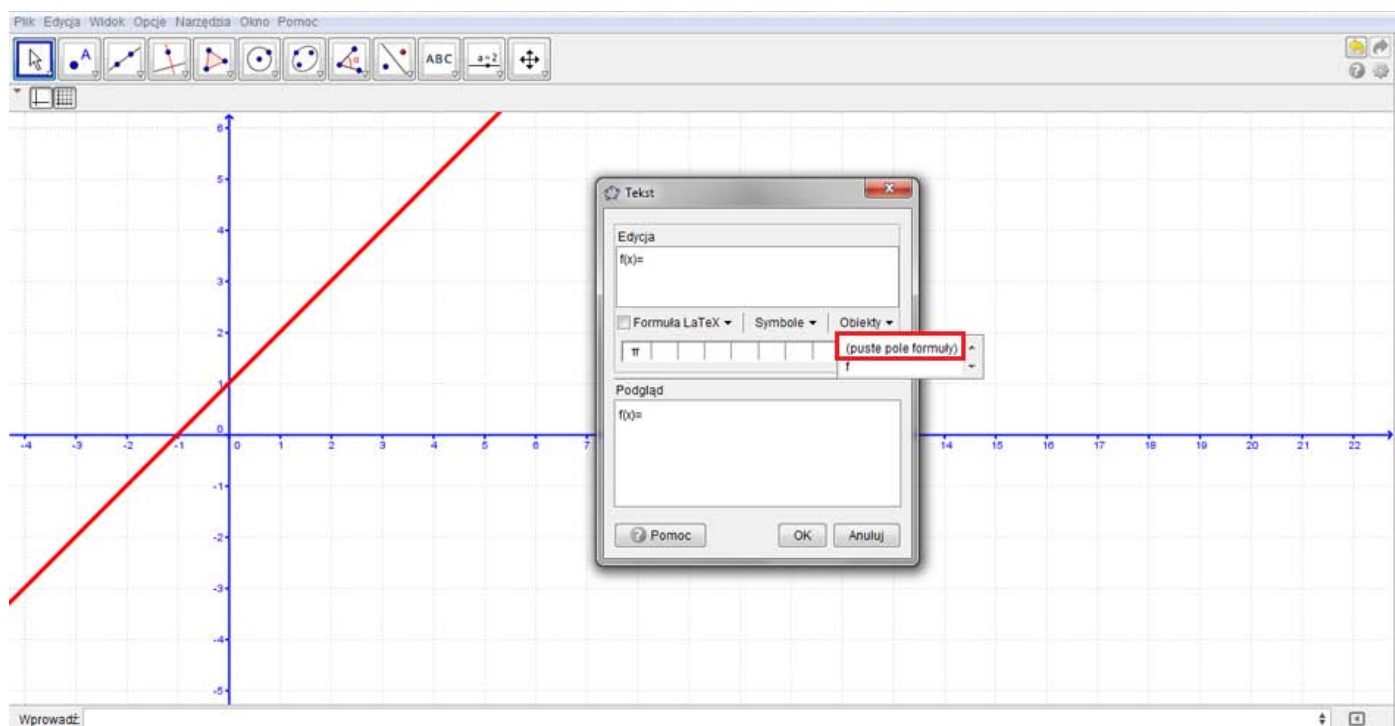 Plik Edycja Widok Opcje Narzędzia Okno Pomoc
A α ABC a=2
6
5
4
3
2
1
0
-4 -3 -2 -1 0 1 2 3 4 5 6 7 14 15 16 17 18 19 20 21 22
-1
-2
-3
-4
-5
Tekst
Edycja
f(x)=
Formuła LaTeX Symbole Obiekty
π
(puste pole formuły)
f
Podgląd
f(x)=
Pomoc OK Anuluj
Wprowadź: